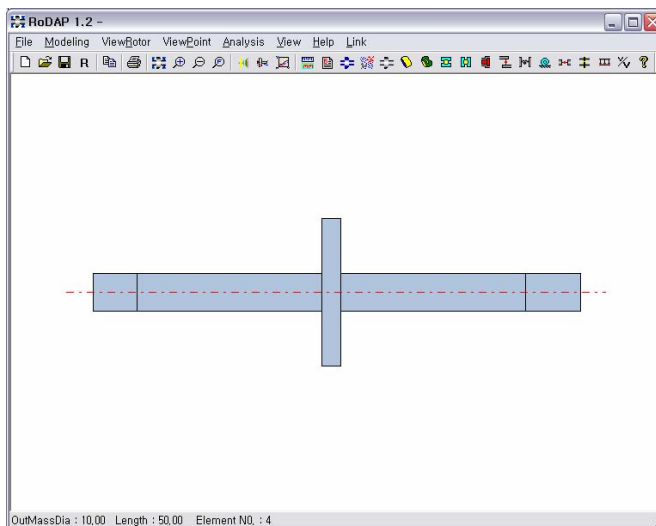 RoDAP 1.2 -
File Modeling ViewRotor ViewPoint Analysis View Help Link
R
OutMassDia : 10,00 Length : 50,00 Element N0, : 4